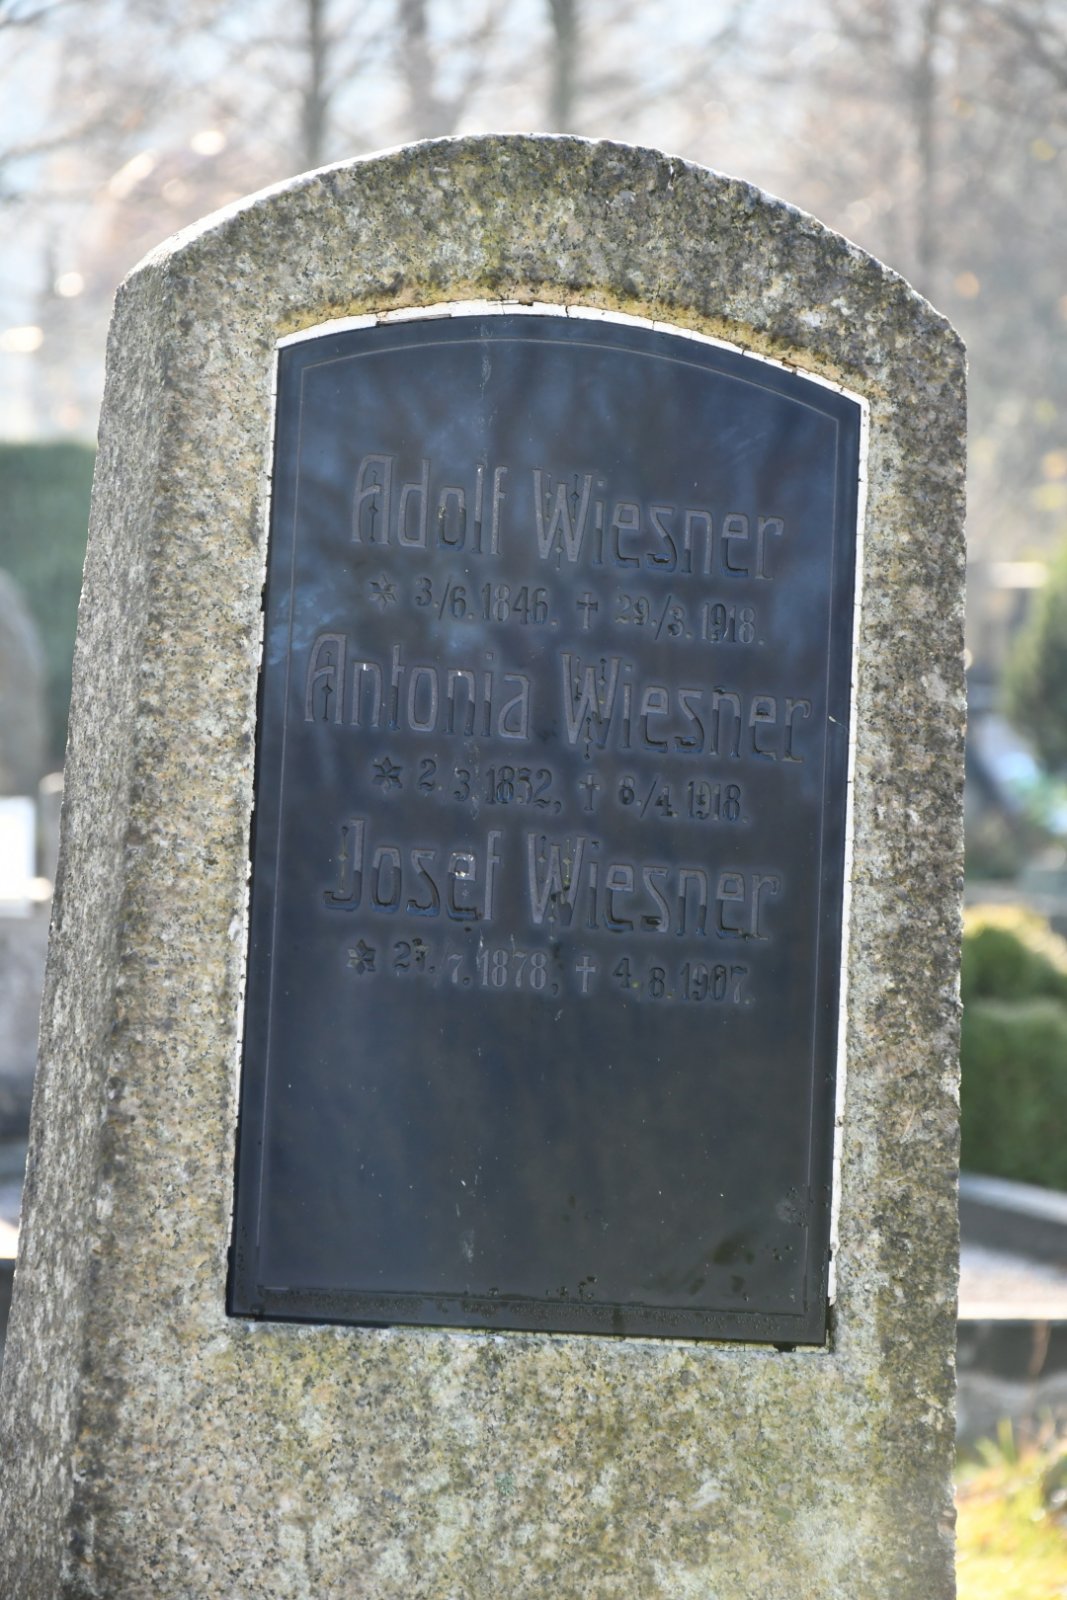 Adolf Wiesner
* 3./6.1846. † 29./3.1918.
Antonia Wiesner
* 2.3.1852, † 8./4.1918.
Josef Wiesner
* 27./7.1878, † 4.8.1907.